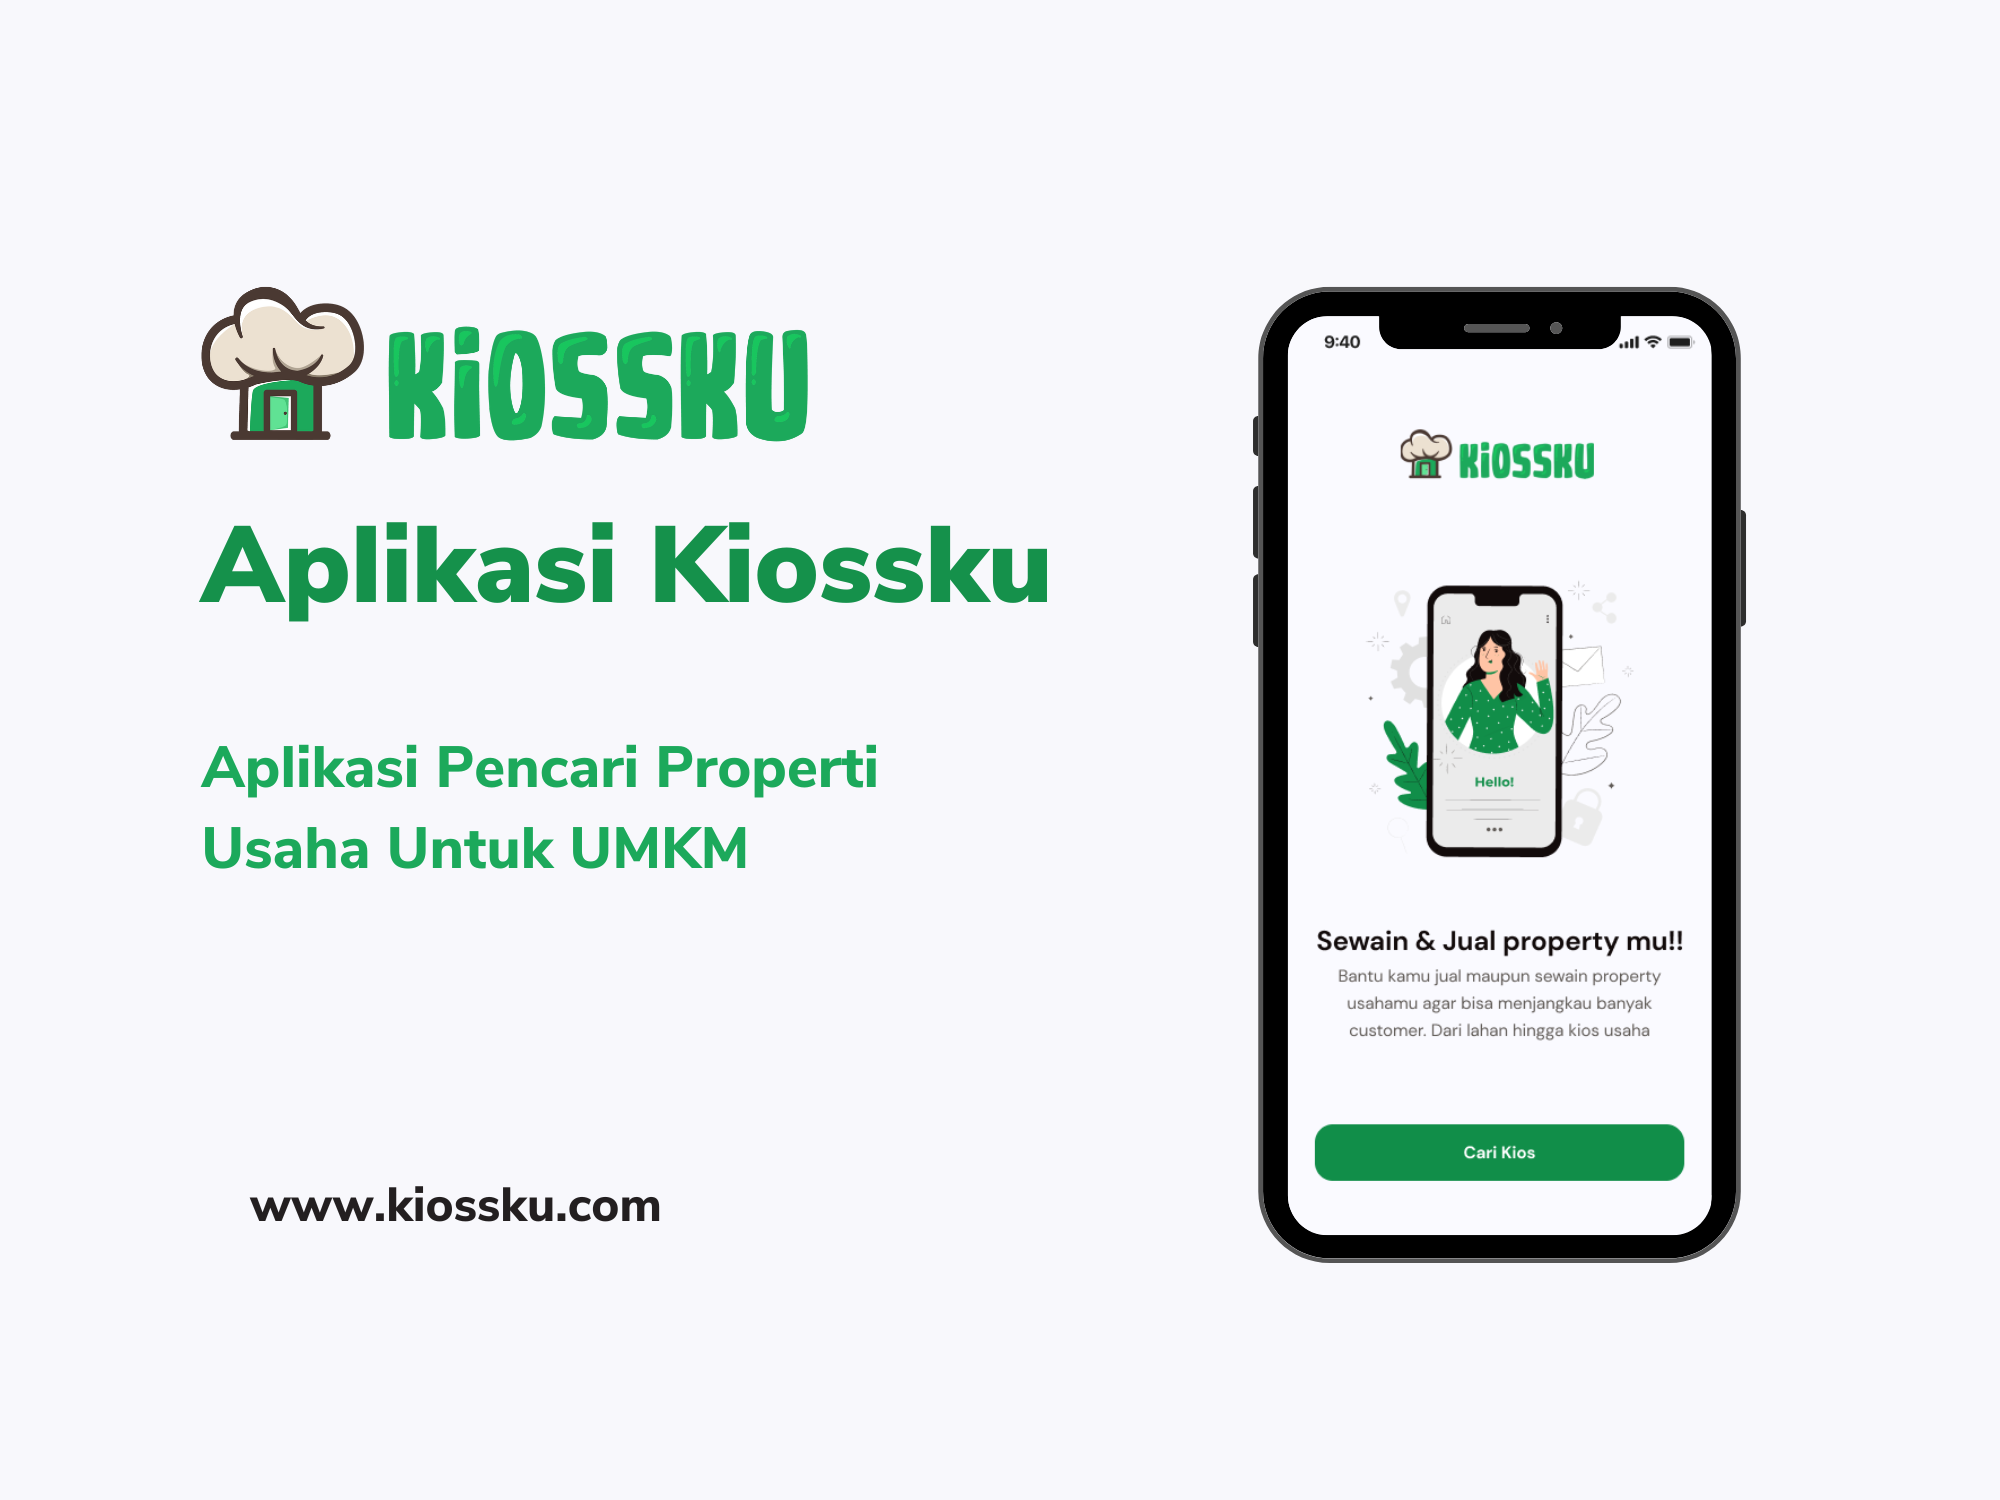 KiOSSKU
Aplikasi Kiossku
Aplikasi Pencari Properti
Usaha Untuk UMKM
www.kiossku.com
9:40
KiOSSKU
Hello!
Sewain & Jual property mu!!
Bantu kamu jual maupun sewain property
usahamu agar bisa menjangkau banyak
customer. Dari lahan hingga kios usaha
Cari Kios